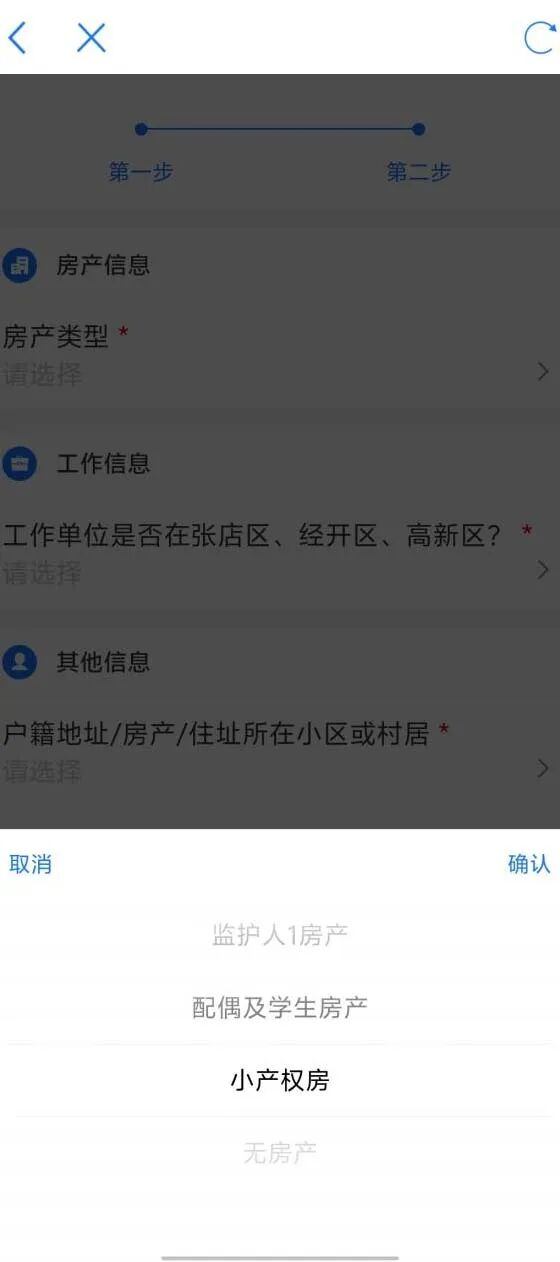 第一步
第二步
房产信息
房产类型 *
请选择
工作信息
工作单位是否在张店区、经开区、高新区？ *
请选择
其他信息
户籍地址/房产/住址所在小区或村居 *
请选择
取消
确认
监护人1房产
配偶及学生房产
小产权房
无房产